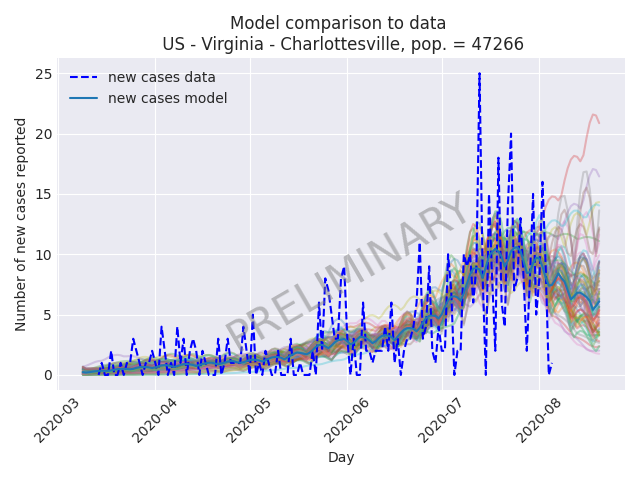 Model comparison to data
US - Virginia - Charlottesville, pop. = 47266
new cases data
new cases model
PRELIMINARY
Number of new cases reported
25
20
15
10
5
0
2020-03
2020-04
2020-05
2020-06
2020-07
2020-08
Day